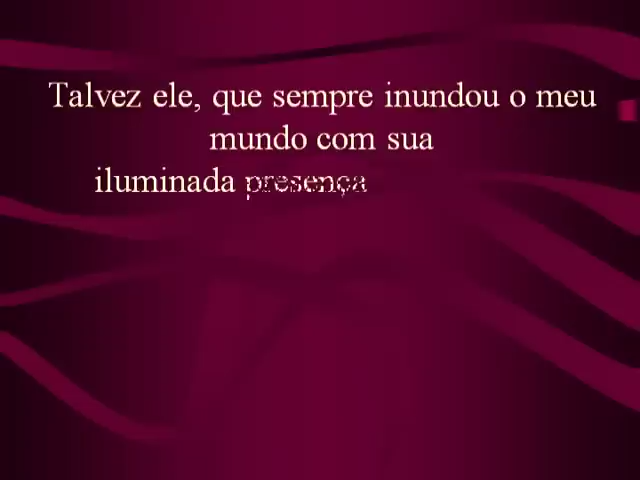 Talvez ele, que sempre inundou o meu
mundo com sua
iluminada presença